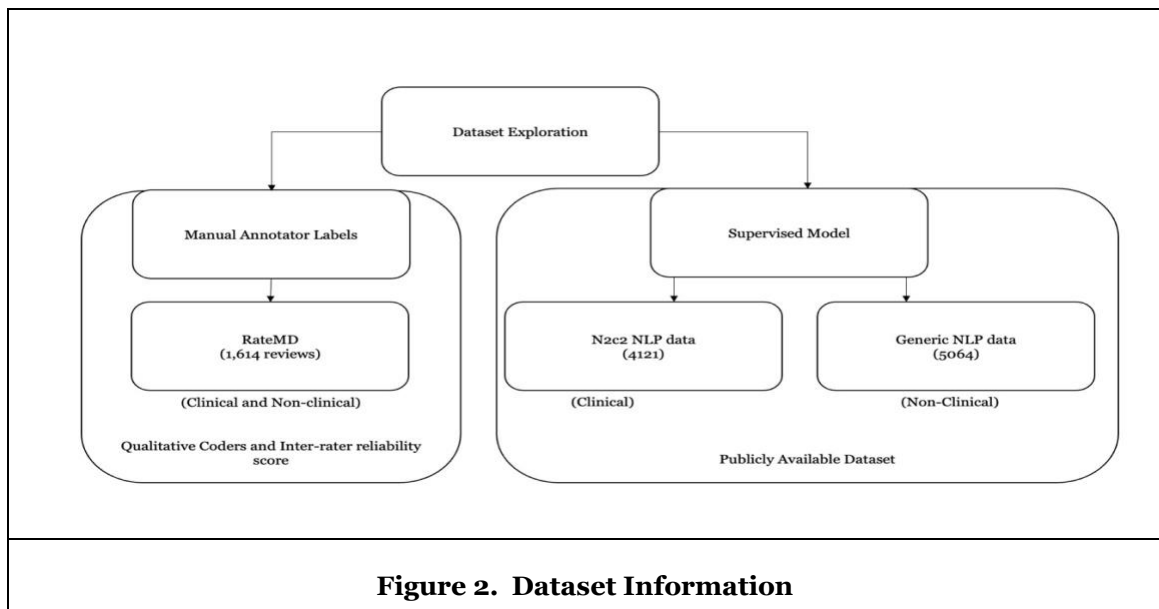 Dataset Exploration
Manual Annotator Labels
RateMD
(1,614 reviews)
(Clinical and Non-clinical)
Qualitative Coders and Inter-rater reliability
score
Supervised Model
N2c2 NLP data
(4121)
(Clinical)
Generic NLP data
(5064)
(Non-Clinical)
Publicly Available Dataset
Figure 2. Dataset Information